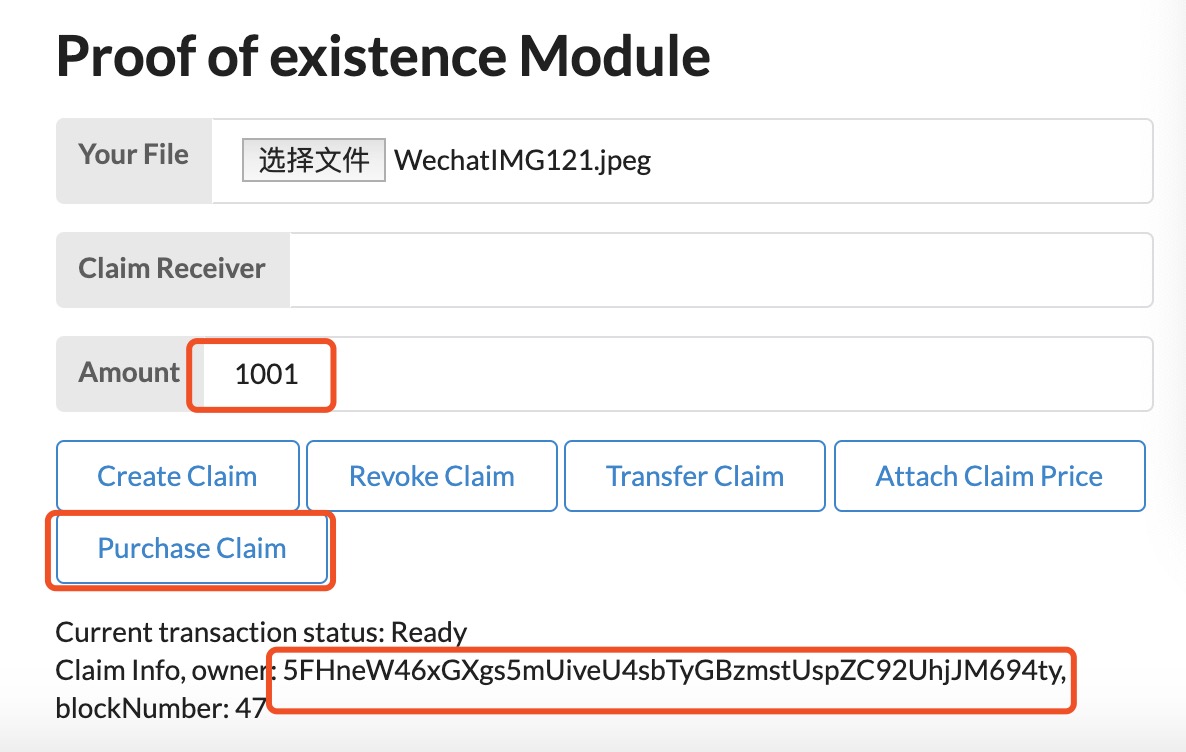 Proof of existence Module
Your File 选择文件 WechatIMG121.jpeg
Claim Receiver
Amount 1001
Create Claim Revoke Claim Transfer Claim Attach Claim Price
Purchase Claim
Current transaction status: Ready
Claim Info, owner: 5FHneW46xGXgs5mUiveU4sbTyGBzmstUspZC92UhjJM694ty,
blockNumber: 47